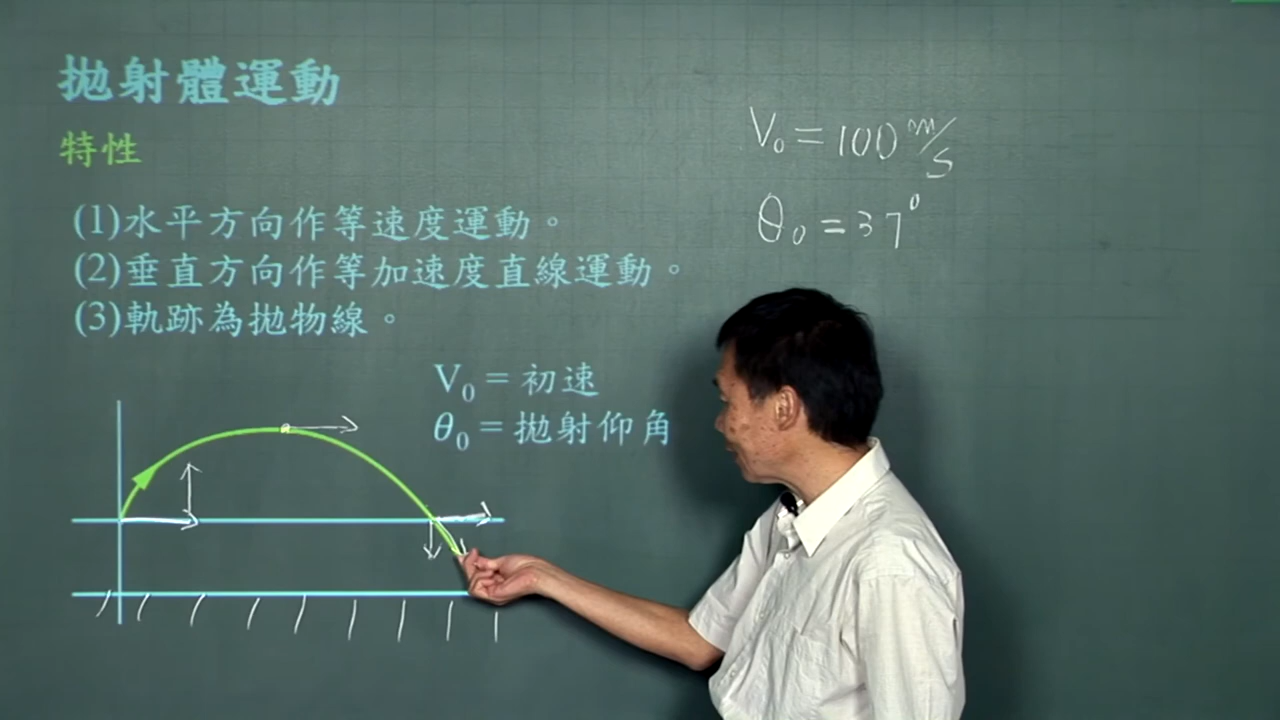 拋射體運動
特性
(1)水平方向作等速度運動。
(2)垂直方向作等加速度直線運動。
(3)軌跡為拋物線。
V₀ = 初速
θ₀ = 拋射仰角
V₀ = 100 m/s
θ₀ = 37°